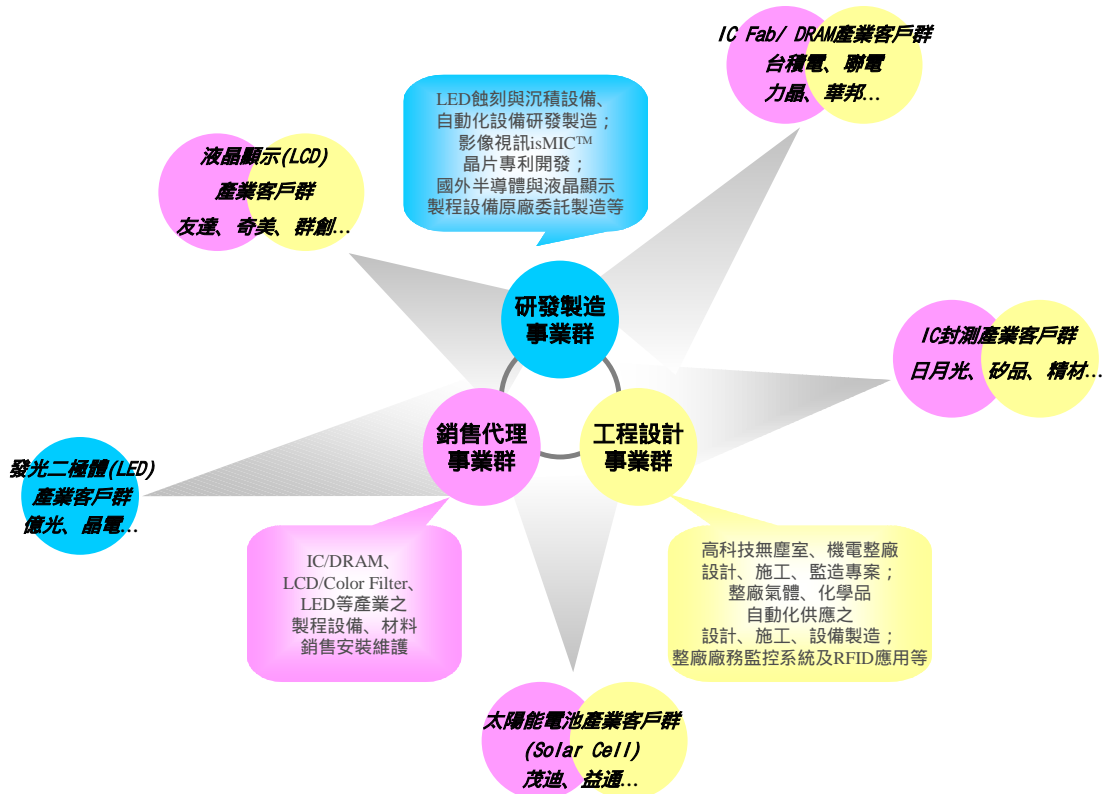 IC Fab/ DRAM產業客戶群
台積電、聯電
力晶、華邦...
LED蝕刻與沉積設備、
自動化設備研發製造；
影像視訊isMIC™
晶片專利開發；
國外半導體與液晶顯示
製程設備原廠委託製造等
液晶顯示(LCD)
產業客戶群
友達、奇美、群創...
研發製造
事業群
IC封測產業客戶群
日月光、矽品、精材...
銷售代理
事業群
工程設計
事業群
發光二極體(LED)
產業客戶群
億光、晶電...
IC/DRAM、
LCD/Color Filter、
LED等產業之
製程設備、材料
銷售安裝維護
高科技無塵室、機電整廠
設計、施工、監造專案；
整廠氣體、化學品
自動化供應之
設計、施工、設備製造；
整廠廠務監控系統及RFID應用等
太陽能電池產業客戶群
(Solar Cell)
茂迪、益通...